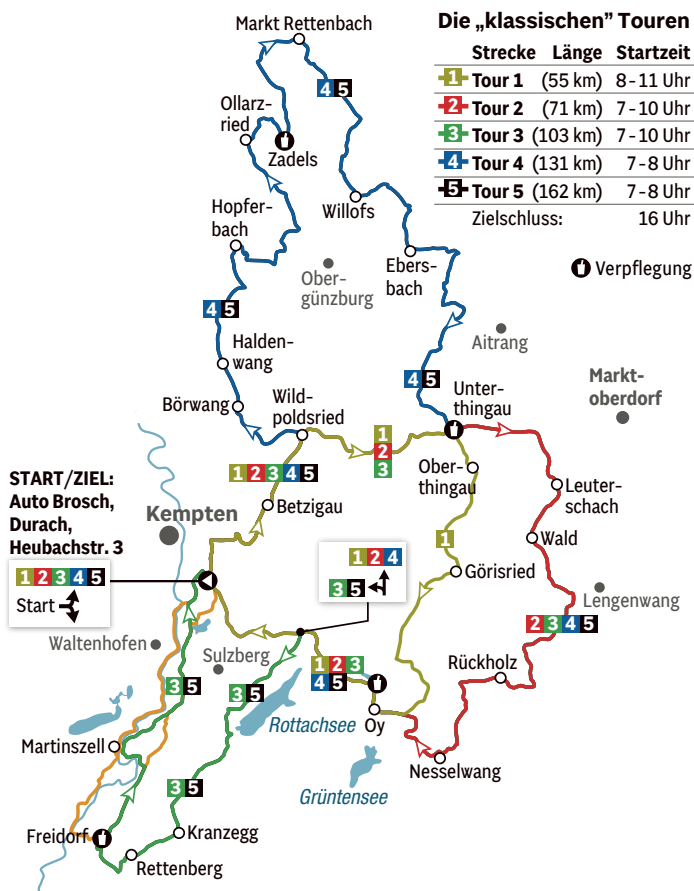 Die „klassischen” Touren
Strecke Länge Startzeit
1 Tour 1 (55 km) 8-11 Uhr
2 Tour 2 (71 km) 7-10 Uhr
3 Tour 3 (103 km) 7-10 Uhr
4 Tour 4 (131 km) 7-8 Uhr
5 Tour 5 (162 km) 7-8 Uhr
Zielschluss: 16 Uhr
Verpflegung
Markt Rettenbach
4 5
Ollarz-
ried
Zadels
Willofs
Hopfer-
bach
Ober-
günzburg
Ebers-
bach
4 5
Halden-
wang
Aitrang
4 5
Börwang
Wild-
poldsried
Unter-
thingau
Markt-
oberdorf
1
2
3
Ober-
thingau
1 2 3 4 5
Betzigau
Leuter-
schach
START/ZIEL:
Auto Brosch,
Durach,
Heubachstr. 3
Kempten
1 2 3 4 5
Start
1
Wald
1 2 4
3 5
Görisried
Lengenwang
2 3 4 5
Waltenhofen
Sulzberg
1 2 3
4 5
Rückholz
3 5
3 5
Rottachsee
Oy
Martinszell
Nesselwang
Grüntensee
3 5
Freidorf
Kranzegg
Rettenberg